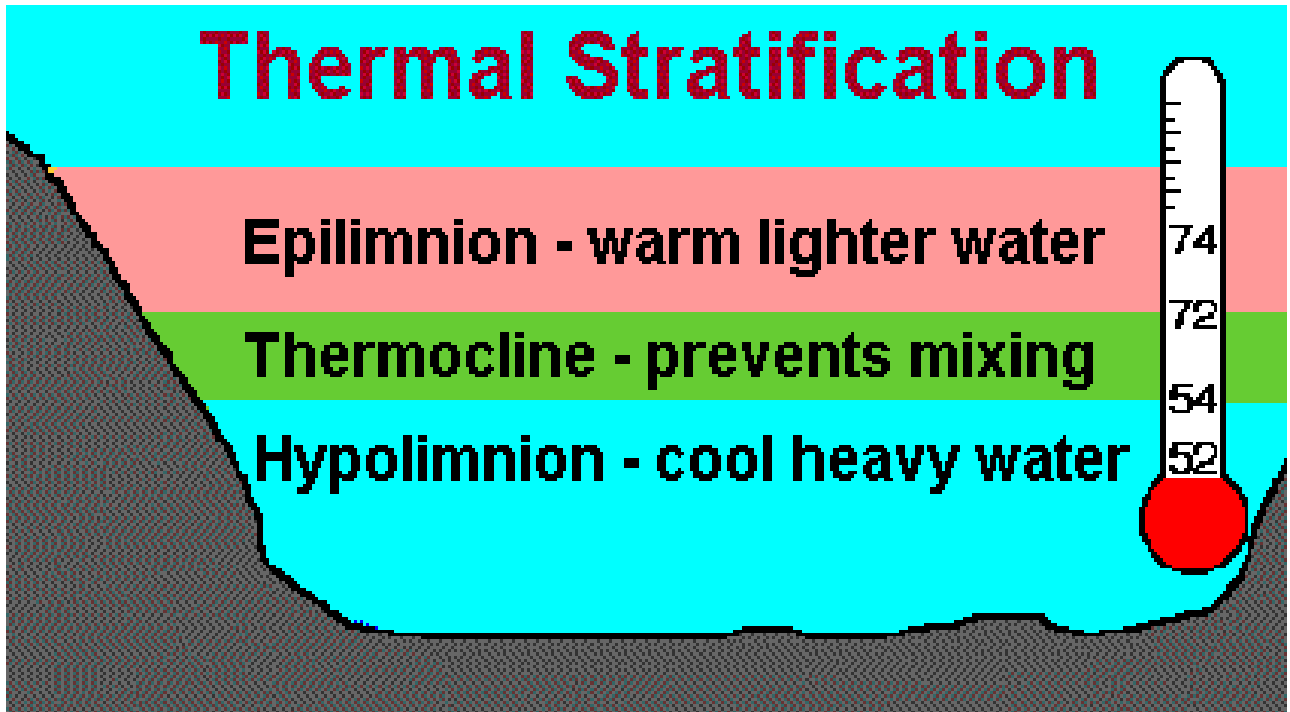 Thermal Stratification
Epilimnion - warm lighter water
74
72
Thermocline - prevents mixing
54
Hypolimnion - cool heavy water
52